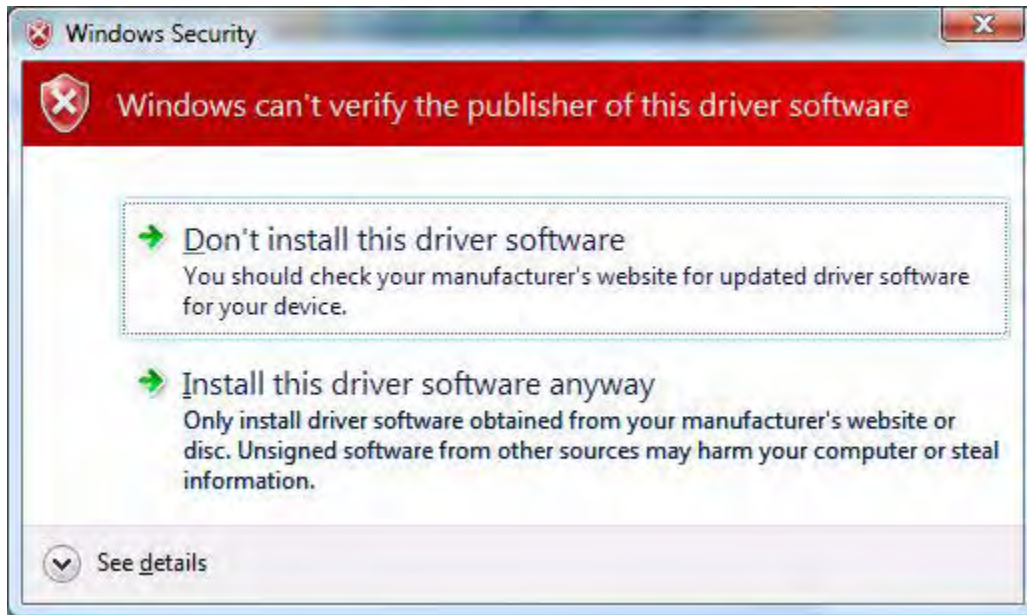 Windows Security
Windows can't verify the publisher of this driver software
Don't install this driver software
You should check your manufacturer's website for updated driver software
for your device.
Install this driver software anyway
Only install driver software obtained from your manufacturer's website or
disc. Unsigned software from other sources may harm your computer or steal
information.
See details